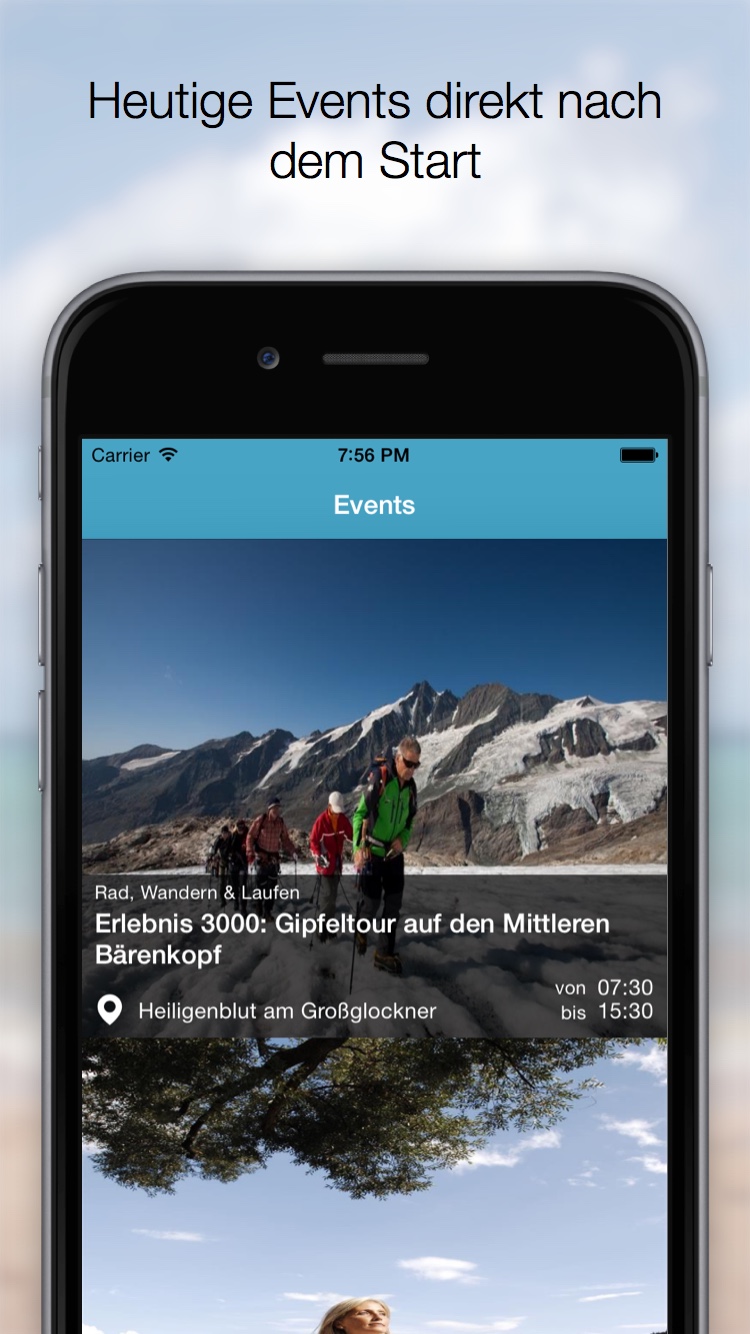 Heutige Events direkt nach
dem Start
Carrier 7:56 PM
Events
Rad, Wandern & Laufen
Erlebnis 3000: Gipfeltour auf den Mittleren
Bärenkopf
von 07:30
Heiligenblut am Großglockner bis 15:30